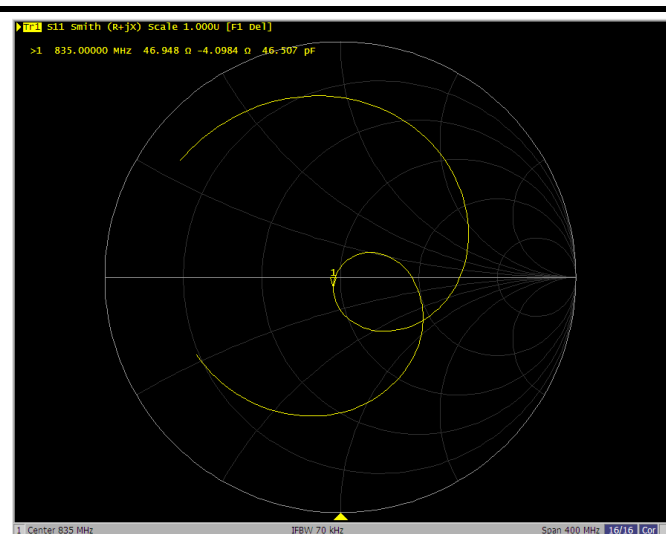 Tr1 S11 Smith (R+jX) Scale 1.000U [F1 Del]
>1 835.00000 MHz 46.948 Ω -4.0984 Ω 46.507 pF
1
1 Center 835 MHz IFBW 70 kHz Span 400 MHz 16/16 Cor